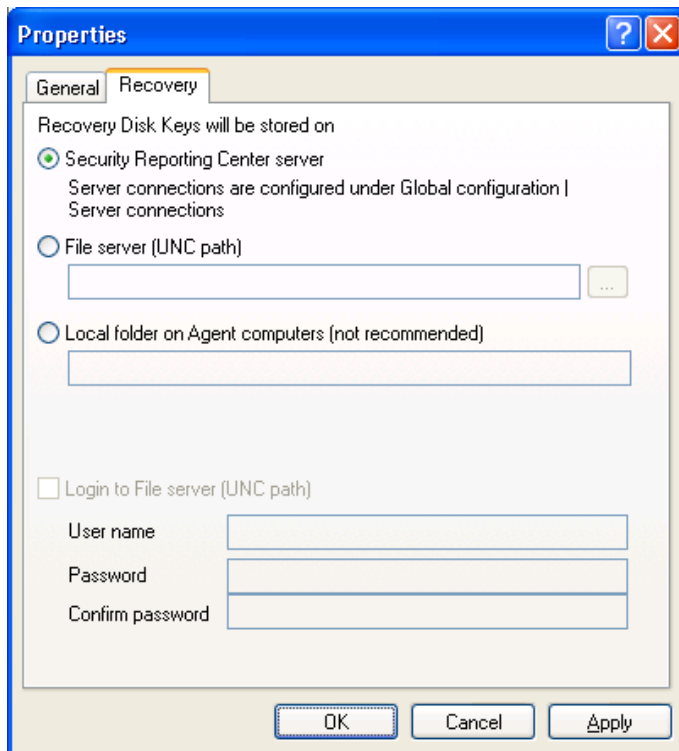 Properties
?
General
Recovery
Recovery Disk Keys will be stored on
Security Reporting Center server
Server connections are configured under Global configuration |
Server connections
File server (UNC path)
...
Local folder on Agent computers (not recommended)
Login to File server (UNC path)
User name
Password
Confirm password
OK
Cancel
Apply